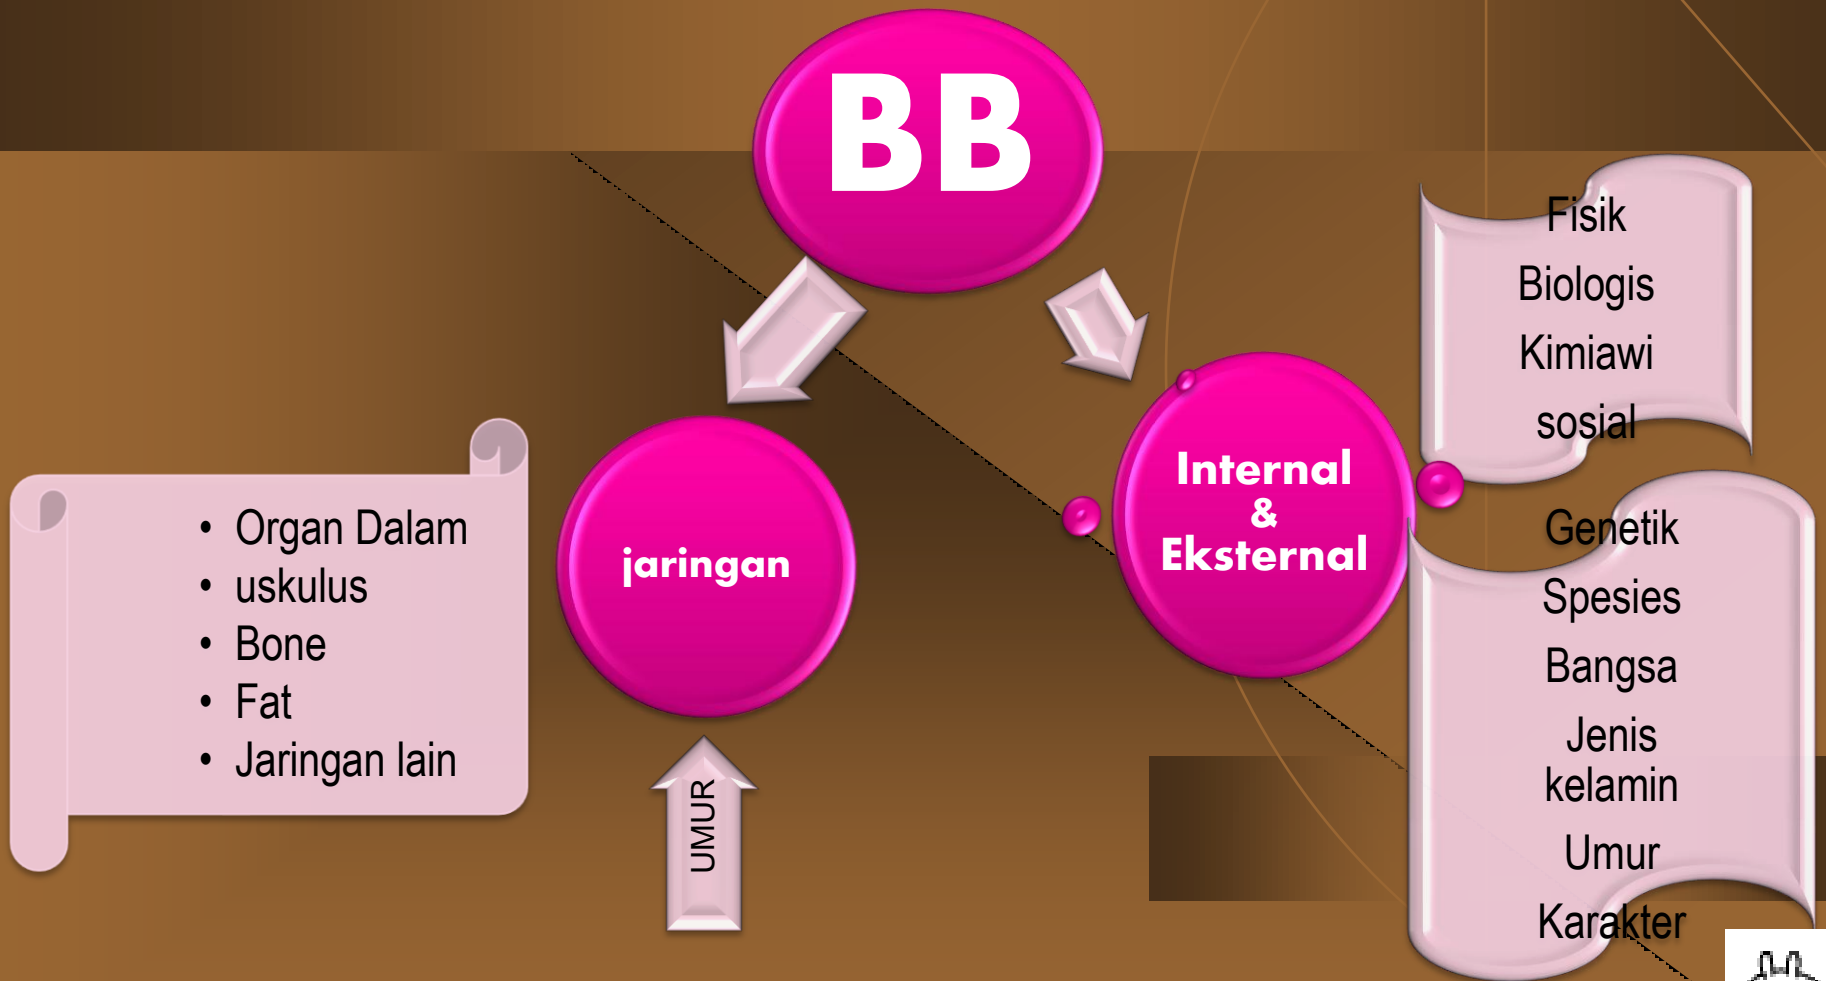 BB
Fisik
Biologis
Kimiawi
sosial
• Organ Dalam
• uskulus
• Bone
• Fat
• Jaringan lain
jaringan
UMUR
Internal
&
Eksternal
Genetik
Spesies
Bangsa
Jenis
kelamin
Umur
Karakter